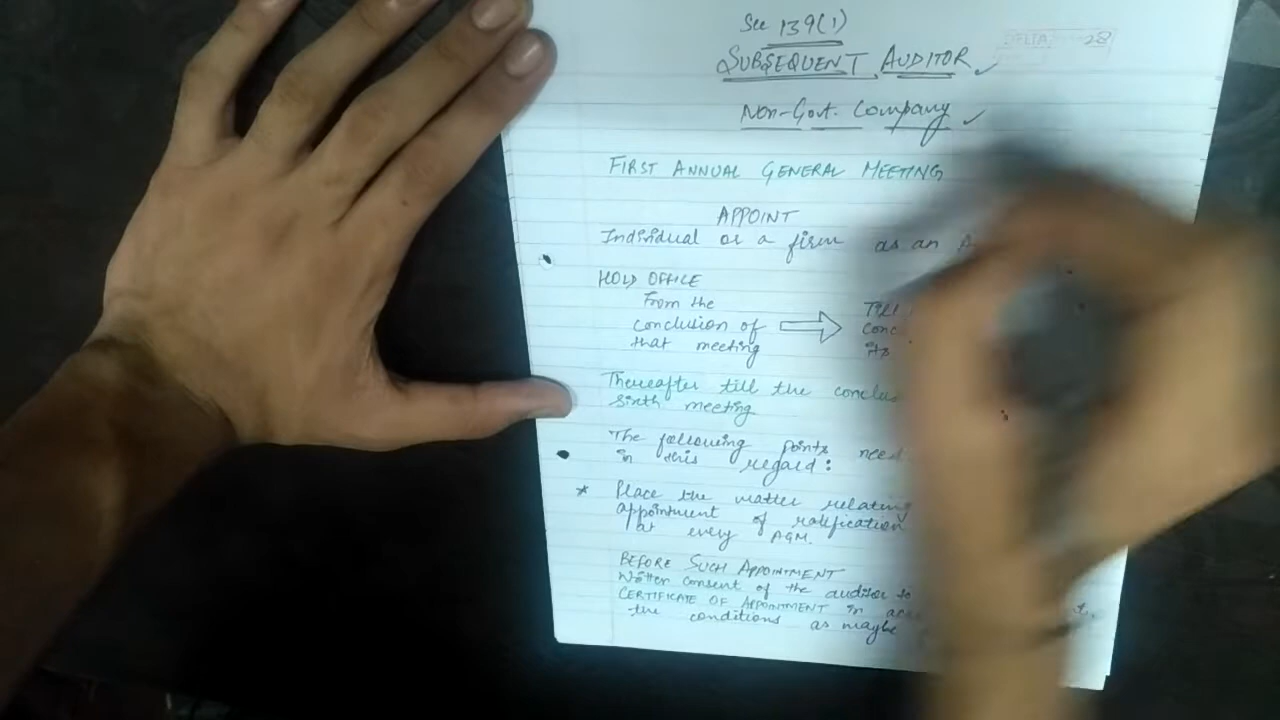 Sec 139(1)
SUBSEQUENT AUDITOR
28
Non-Govt. Company
FIRST ANNUAL GENERAL MEETING
APPOINT
Individual or a firm as an
HOLD OFFICE
From the
conclusion of
that meeting
Thereafter till the
sixth meeting
The following points need
in this regard:
* Place the matter relating
appointment of ratification
at every AGM.
BEFORE SUCH APPOINTMENT
Written consent of the auditor to
CERTIFICATE OF APPOINTMENT in
the conditions as maybe